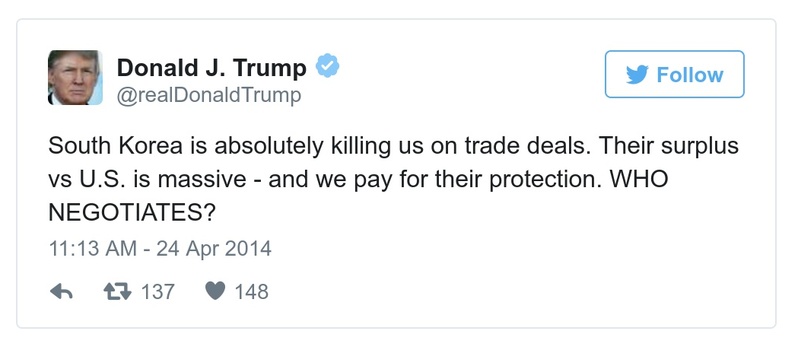 Donald J. Trump
@realDonaldTrump
Follow
South Korea is absolutely killing us on trade deals. Their surplus
vs U.S. is massive - and we pay for their protection. WHO
NEGOTIATES?
11:13 AM - 24 Apr 2014
137 148